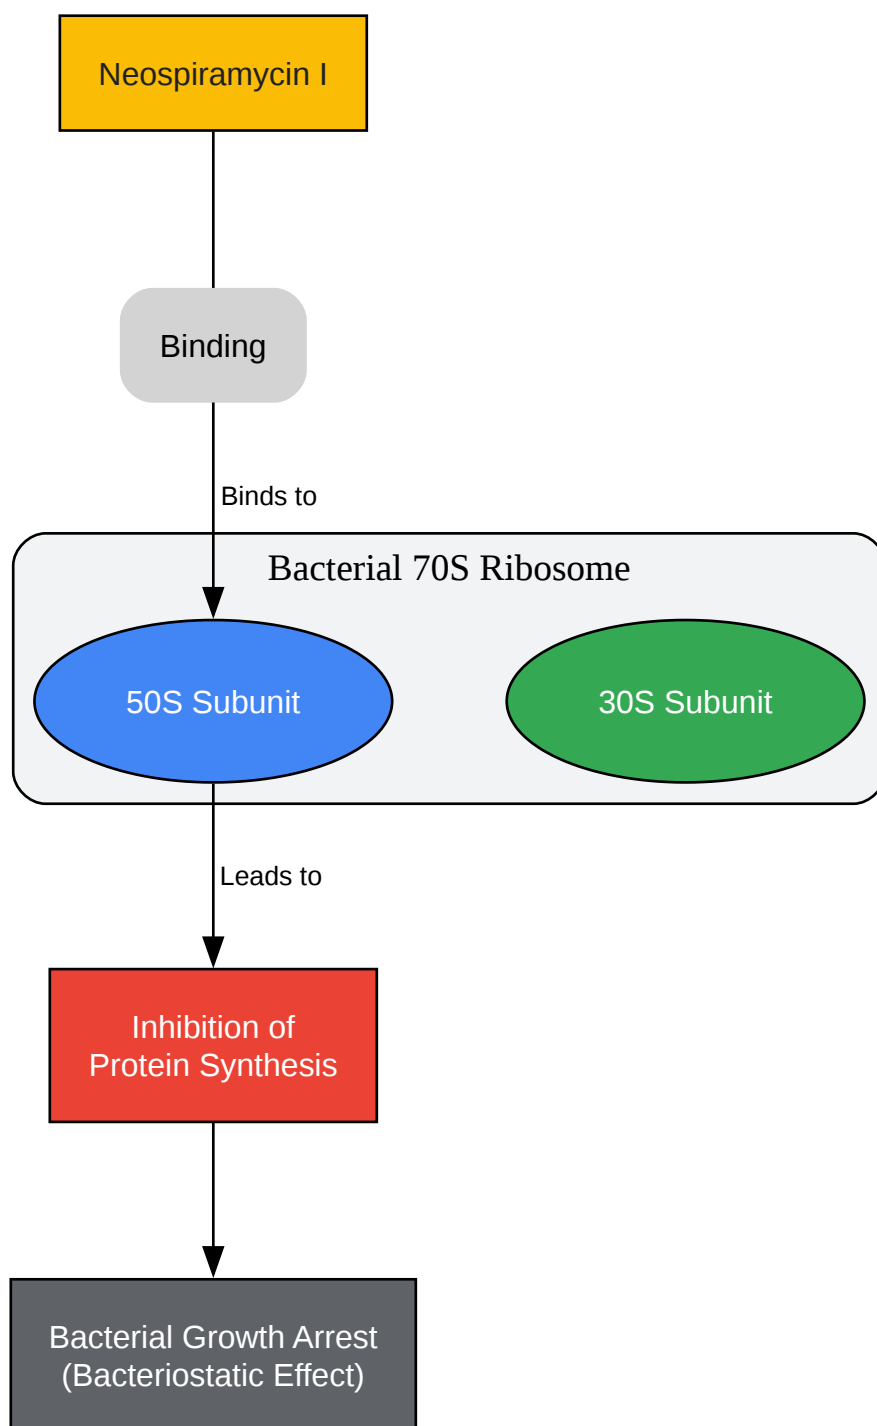 Neospiramycin I
Binding
Binds to
Bacterial 70S Ribosome
50S Subunit
30S Subunit
Leads to
Inhibition of
Protein Synthesis
Bacterial Growth Arrest
(Bacteriostatic Effect)